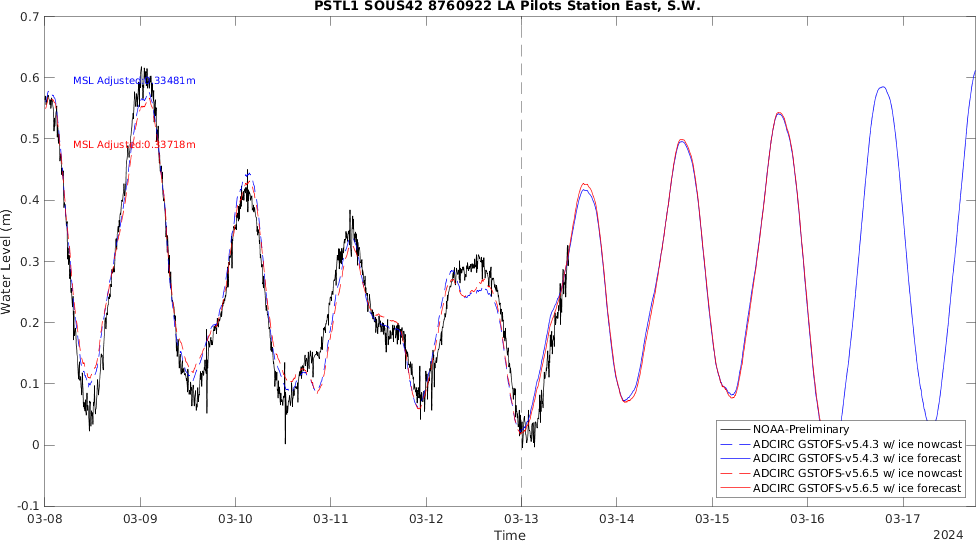 PSTL1 SOUS42 8760922 LA Pilots Station East, S.W.
0.7
0.6
0.5
0.4
0.3
0.2
0.1
0
-0.1
Water Level (m)
MSL Adjusted:0.33481m
MSL Adjusted:0.33718m
NOAA-Preliminary
ADCIRC GSTOFS-v5.4.3 w/ ice nowcast
ADCIRC GSTOFS-v5.4.3 w/ ice forecast
ADCIRC GSTOFS-v5.6.5 w/ ice nowcast
ADCIRC GSTOFS-v5.6.5 w/ ice forecast
03-08 03-09 03-10 03-11 03-12 03-13 03-14 03-15 03-16 03-17
Time
2024